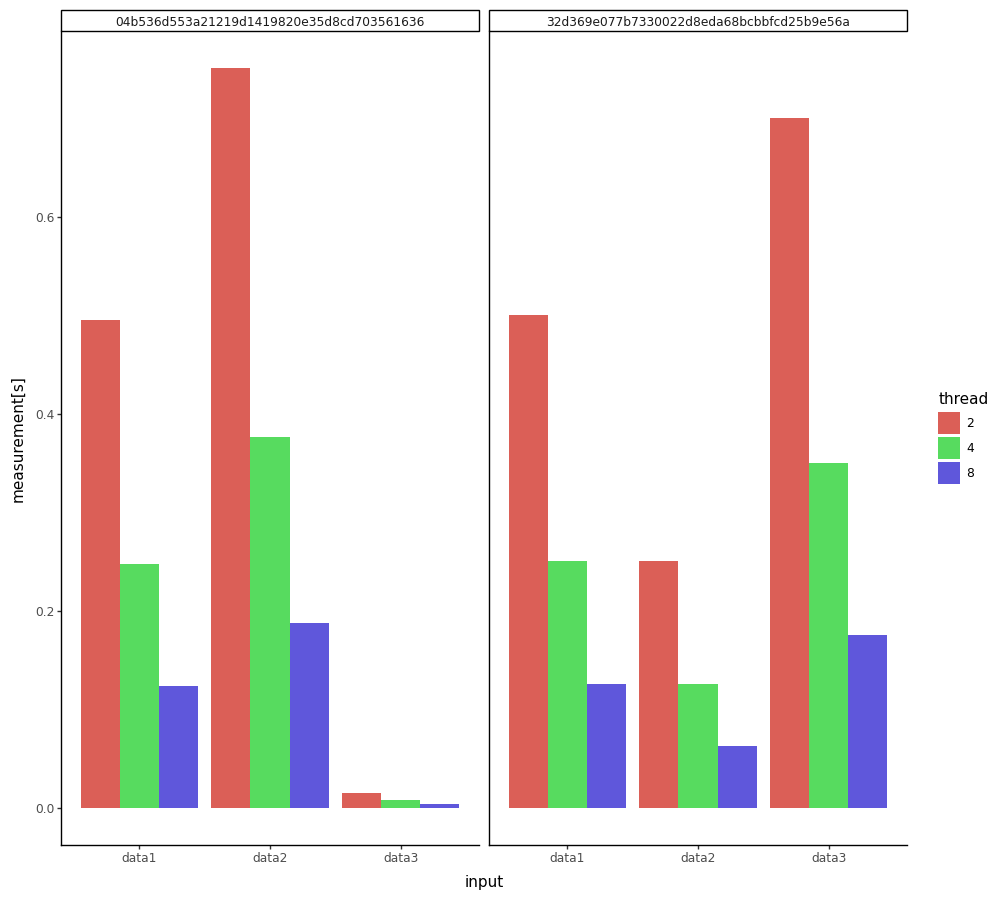 04b536d553a21219d1419820e35d8cd703561636
32d369e077b7330022d8eda68bcbbfcd25b9e56a
measurement[s]
0.6
0.4
0.2
0.0
data1 data2 data3
data1 data2 data3
input
thread
2
4
8